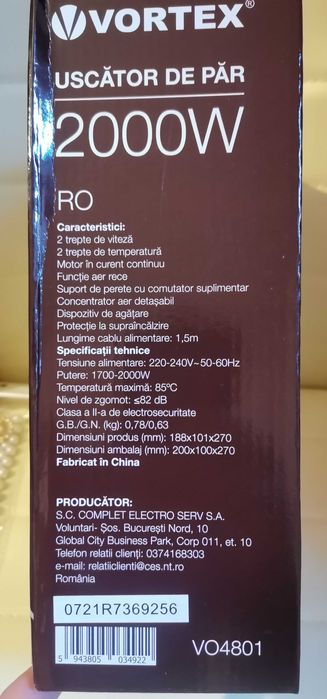 VORTEX®
USCĂTOR DE PĂR
2000W
RO
Caracteristici:
2 trepte de viteză
2 trepte de temperatură
Motor în curent continuu
Funcție aer rece
Suport de perete cu comutator suplimentar
Concentrator aer detașabil
Dispozitiv de agățare
Protecție la supraîncălzire
Lungime cablu alimentare: 1,5m
Specificații tehnice
Tensiune alimentare: 220-240V~ 50-60Hz
Putere: 1700-2000W
Temperatură maximă: 85ºC
Nivel de zgomot: ≤82 dB
Clasa a II-a de electrosecuritate
G.B./G.N. (kg): 0,78/0,63
Dimensiuni produs (mm): 188x101x270
Dimensiuni ambalaj (mm): 200x100x270
Fabricat în China
PRODUCĂTOR:
S.C. COMPLET ELECTRO SERV S.A.
Voluntari- Șos. București Nord, 10
Global City Business Park, Corp 011, et. 10
Telefon relatii clienți: 0374168303
e-mail: relatiiclienti@ces.nt.ro
România
0721R7369256
5 943805 034922
VO4801